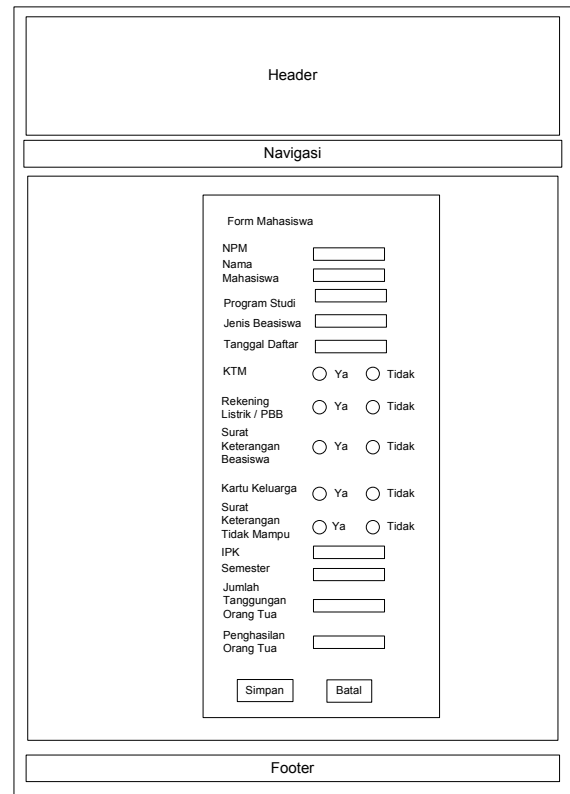 Header
Navigasi
Form Mahasiswa
NPM
Nama
Mahasiswa
Program Studi
Jenis Beasiswa
Tanggal Daftar
KTM
Ya Tidak
Rekening
Listrik / PBB
Ya Tidak
Surat
Keterangan
Beasiswa
Ya Tidak
Kartu Keluarga
Ya Tidak
Surat
Keterangan
Tidak Mampu
Ya Tidak
IPK
Semester
Jumlah
Tanggungan
Orang Tua
Penghasilan
Orang Tua
Simpan Batal
Footer